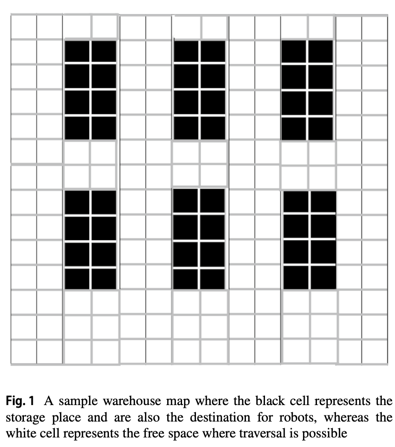 Fig. 1 A sample warehouse map where the black cell represents the
storage place and are also the destination for robots, whereas the
white cell represents the free space where traversal is possible